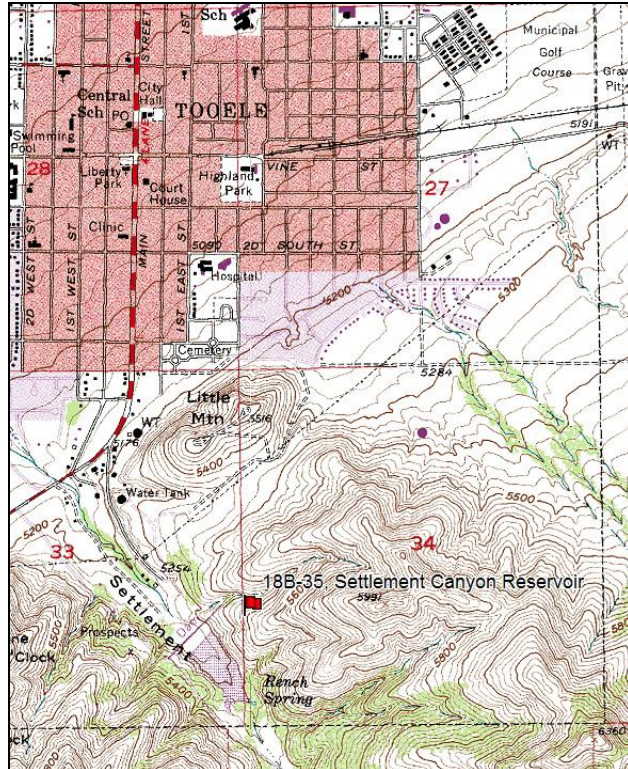 Sch
Municipal
Golf
Course
Grav
Pit
Central
Sch
City
Hall
PO
TOOELE
5191
WT
Swimming
Pool
Liberty
Park
Highland
Park
VINE ST
28
27
Court
House
Clinic
5090 2D SOUTH ST
2D WEST ST
1ST WEST ST
MAIN
STREET
1ST EAST ST
1ST
Hospital
5200
5300
Cemetery
5284
Little
Mtn
5516
WT
5176
5400
Water Tank
5500
5200
33
34
5254
18B-35, Settlement Canyon Reservoir
5991
Settlement
Prospects
5500
Clock
5400
5800
Rench
Spring
6360